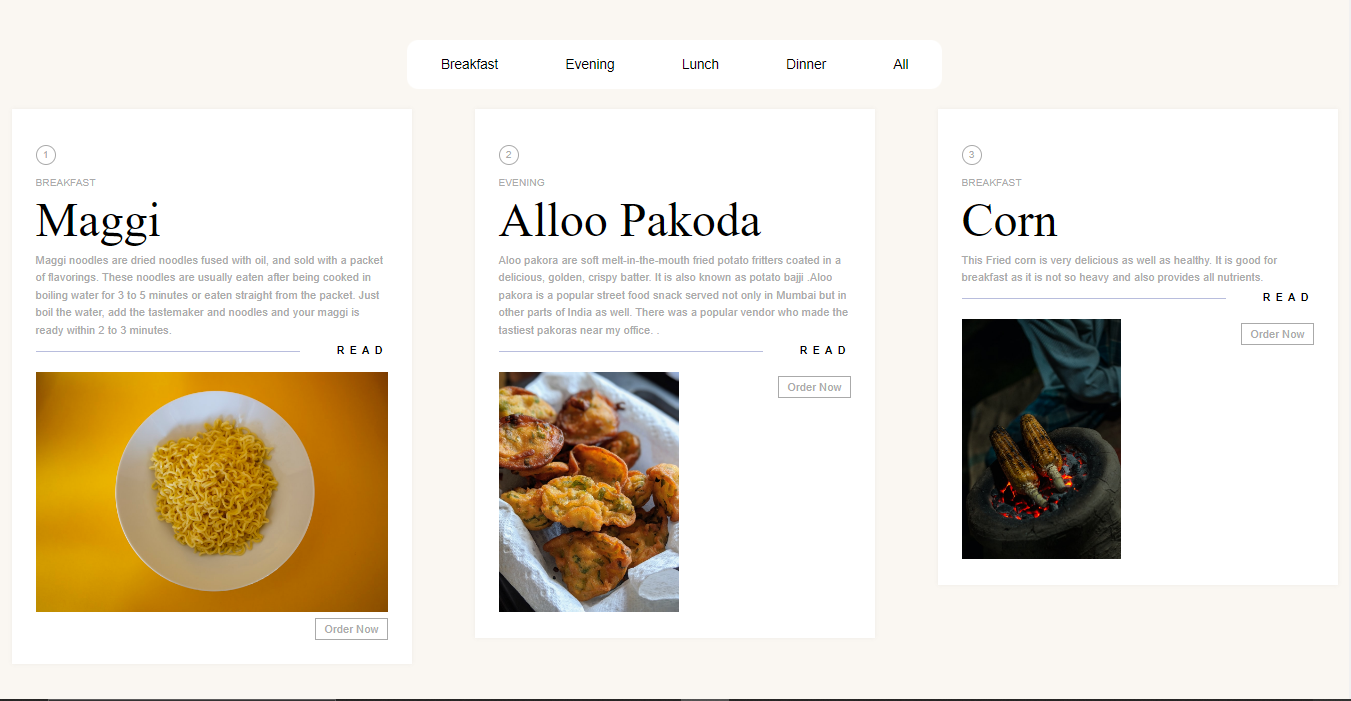 Breakfast Evening Lunch Dinner All
1
BREAKFAST
Maggi
Maggi noodles are dried noodles fused with oil, and sold with a packet
of flavorings. These noodles are usually eaten after being cooked in
boiling water for 3 to 5 minutes or eaten straight from the packet. Just
boil the water, add the tastemaker and noodles and your maggi is
ready within 2 to 3 minutes.
READ
Order Now
2
EVENING
Alloo Pakoda
Aloo pakora are soft melt-in-the-mouth fried potato fritters coated in a
delicious, golden, crispy batter. It is also known as potato bajji .Aloo
pakora is a popular street food snack served not only in Mumbai but in
other parts of India as well. There was a popular vendor who made the
tastiest pakoras near my office. .
READ
Order Now
3
BREAKFAST
Corn
This Fried corn is very delicious as well as healthy. It is good for
breakfast as it is not so heavy and also provides all nutrients.
READ
Order Now